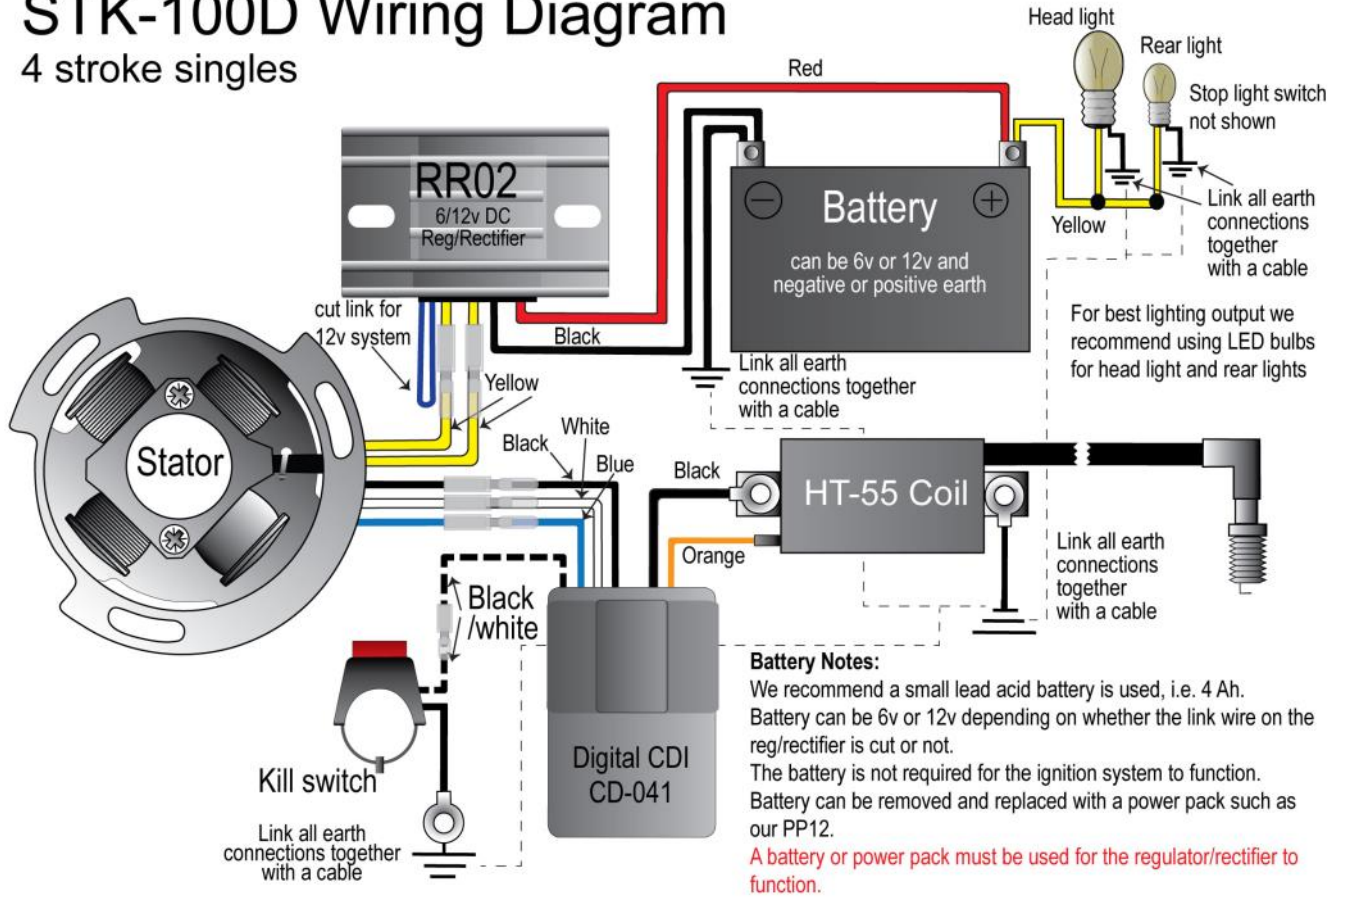 STK-100D Wiring Diagram
4 stroke singles
Head light
Rear light
Stop light switch
not shown
Red
RR02
6/12v DC
Reg/Rectifier
Battery
can be 6v or 12v and
negative or positive earth
Yellow
Link all earth
connections
together
with a cable
cut link for
12v system
Black
For best lighting output we
recommend using LED bulbs
for head light and rear lights
Link all earth
connections together
with a cable
Yellow
Stator
Black
White
Blue
Black
HT-55 Coil
Orange
Link all earth
connections
together
with a cable
Black
/white
Kill switch
Link all earth
connections together
with a cable
Digital CDI
CD-041
Battery Notes:
We recommend a small lead acid battery is used, i.e. 4 Ah.
Battery can be 6v or 12v depending on whether the link wire on the
reg/rectifier is cut or not.
The battery is not required for the ignition system to function.
Battery can be removed and replaced with a power pack such as
our PP12.
A battery or power pack must be used for the regulator/rectifier to
function.